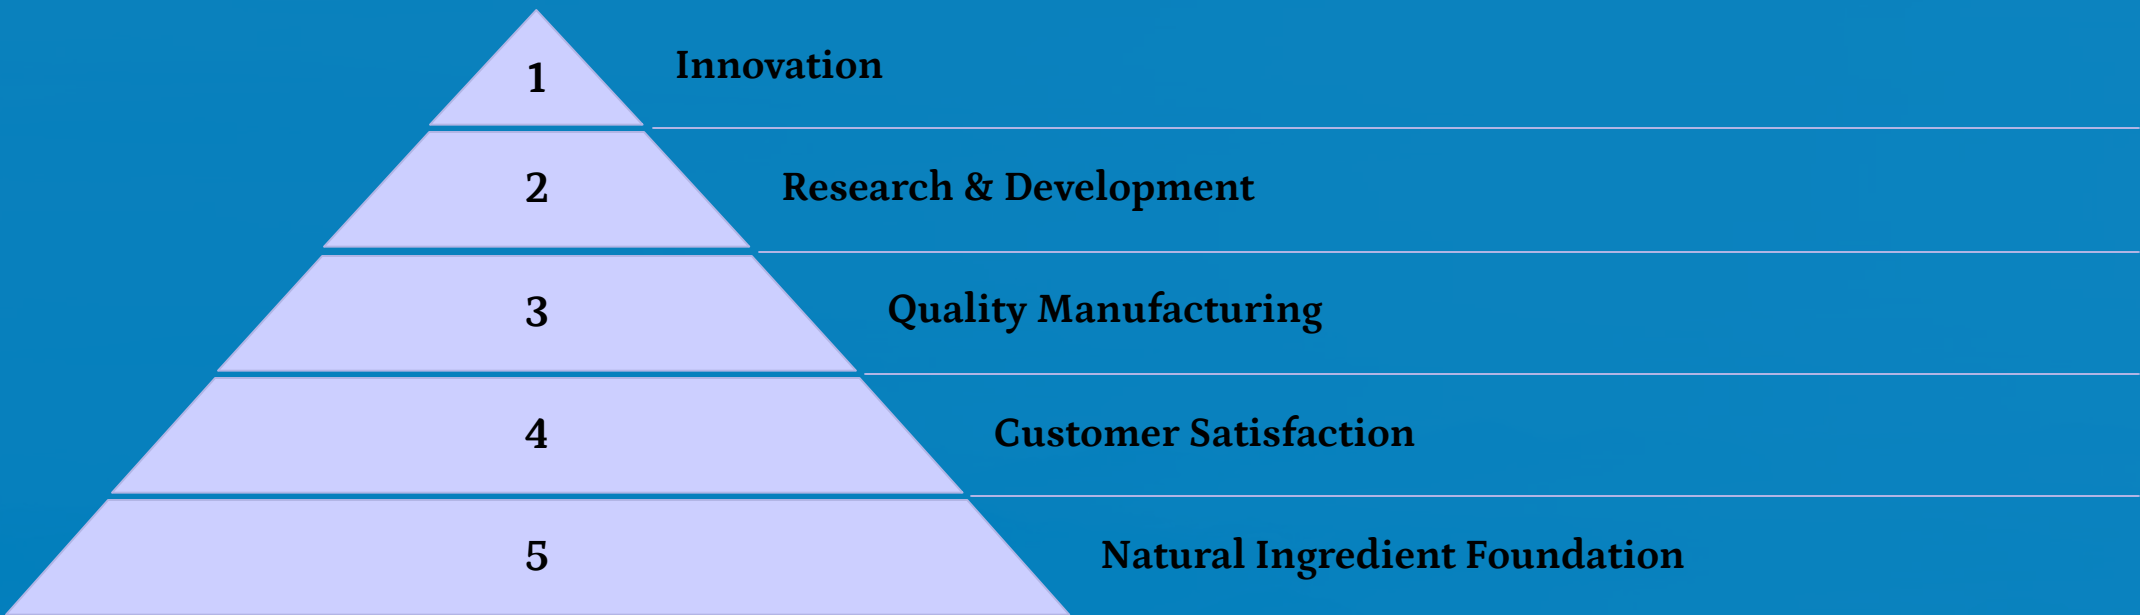 1
Innovation
2
Research & Development
3
Quality Manufacturing
4
Customer Satisfaction
5
Natural Ingredient Foundation